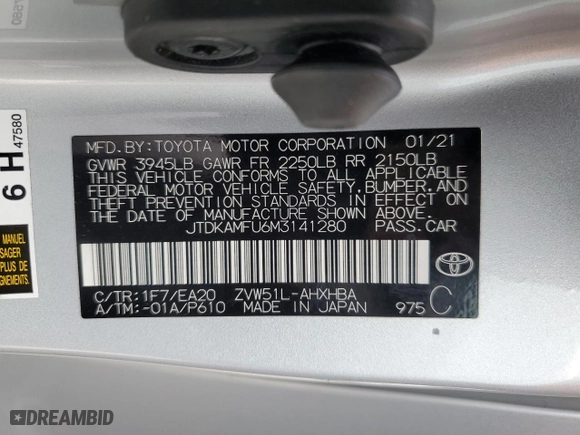 MFD. BY: TOYOTA MOTOR CORPORATION 01/21
GVWR 3945LB GAWR FR 2250LB RR 2150LB
THIS VEHICLE CONFORMS TO ALL APPLICABLE
FEDERAL MOTOR VEHICLE SAFETY, BUMPER, AND
THEFT PREVENTION STANDARDS IN EFFECT ON
THE DATE OF MANUFACTURE SHOWN ABOVE.
JTDKAMFU6M3141280 PASS. CAR
C/TR: 1F7/EA20 ZVW51L-AHXHBA
A/TM: -01A/P610 MADE IN JAPAN 975 C
TOYOTA
6 H 47580
MANUEL
SAGER
DREAMBID